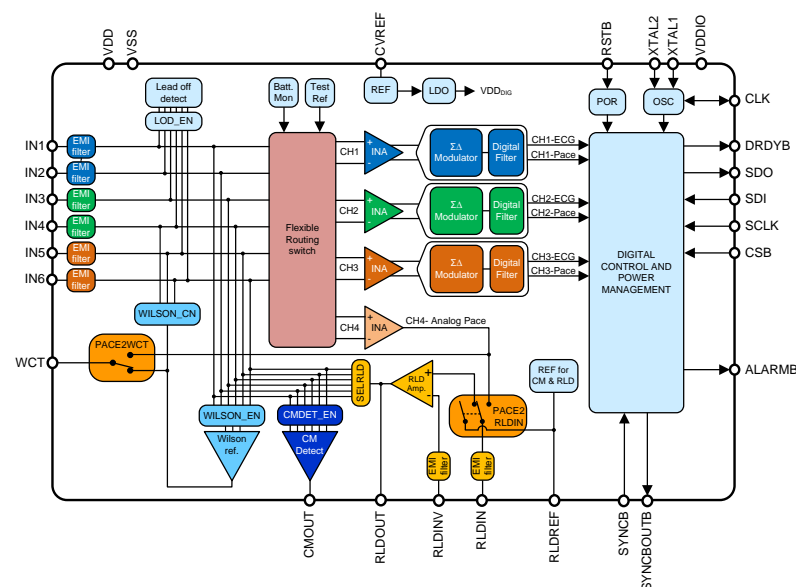 VDD
VSS
CVREF
RSTB
XTAL2
XTAL1
VDDIO
Lead off
detect
LOD_EN
Batt.
Mon
Test
Ref
REF
LDO
VDDDIG
POR
OSC
CLK
IN1
EMI
filter
IN2
EMI
filter
IN3
EMI
filter
IN4
EMI
filter
IN5
EMI
filter
IN6
EMI
filter
Flexible
Routing
switch
CH1
+
-
INA
ΣΔ
Modulator
Digital
Filter
CH1-ECG
CH1-Pace
CH2
+
-
INA
ΣΔ
Modulator
Digital
Filter
CH2-ECG
CH2-Pace
CH3
+
-
INA
ΣΔ
Modulator
Digital
Filter
CH3-ECG
CH3-Pace
CH4
+
-
INA
CH4- Analog Pace
DIGITAL
CONTROL AND
POWER
MANAGEMENT
DRDYB
SDO
SDI
SCLK
CSB
ALARMB
WILSON_CN
WCT
PACE2WCT
WILSON_EN
Wilson
ref.
CMDET_EN
CM
Detect
SELRLD
RLD
Amp.
+
-
REF for
CM & RLD
PACE2
RLDIN
EMI
filter
EMI
filter
CMOUT
RLDOUT
RLDINV
RLDIN
RLDREF
SYNCB
SYNCBOUTB